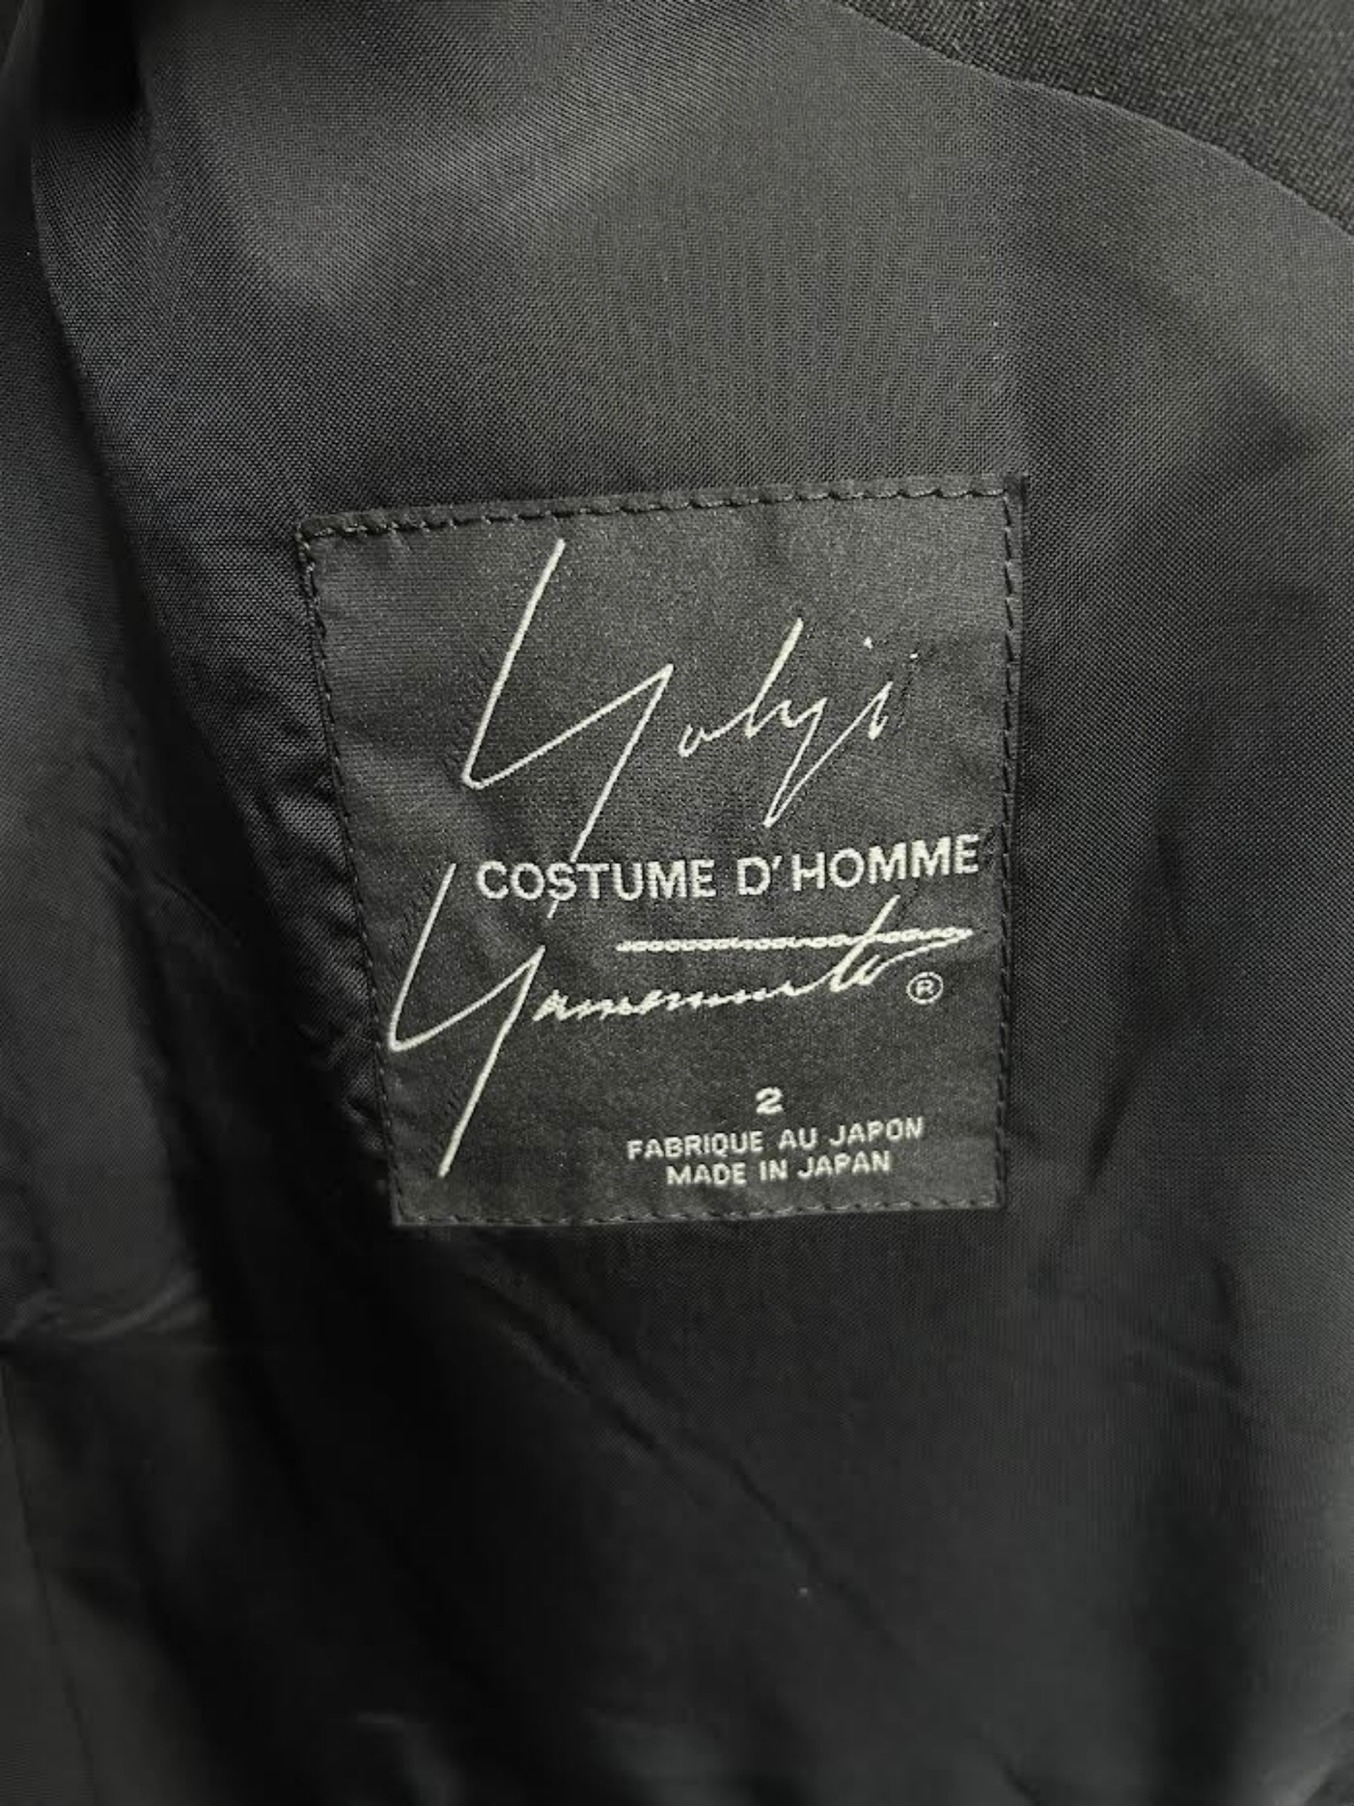 Yohji
COSTUME D'HOMME
Yamamoto®
2
FABRIQUE AU JAPON
MADE IN JAPAN